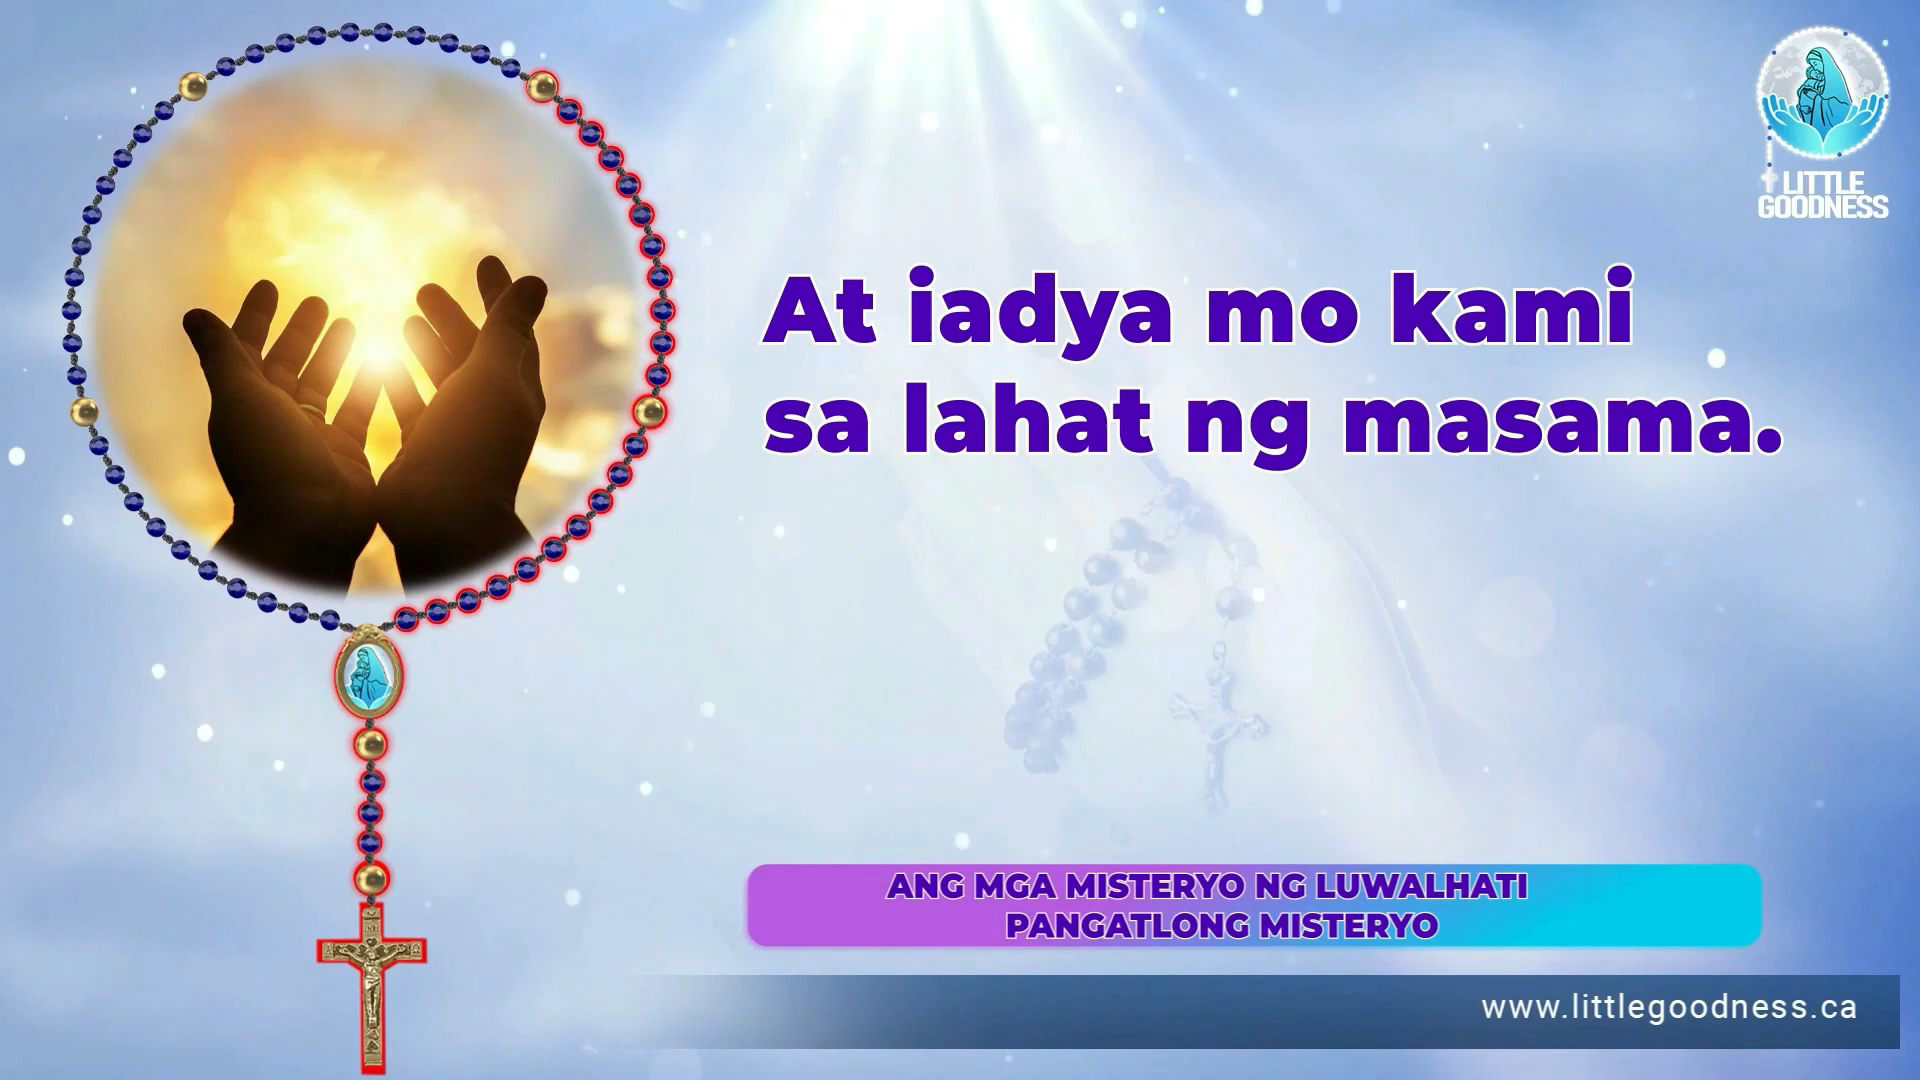 LITTLE
GOODNESS
At iadya mo kami
sa lahat ng masama.
ANG MGA MISTERYO NG LUWALHATI
PANGATLONG MISTERYO
www.littlegoodness.ca
INRI